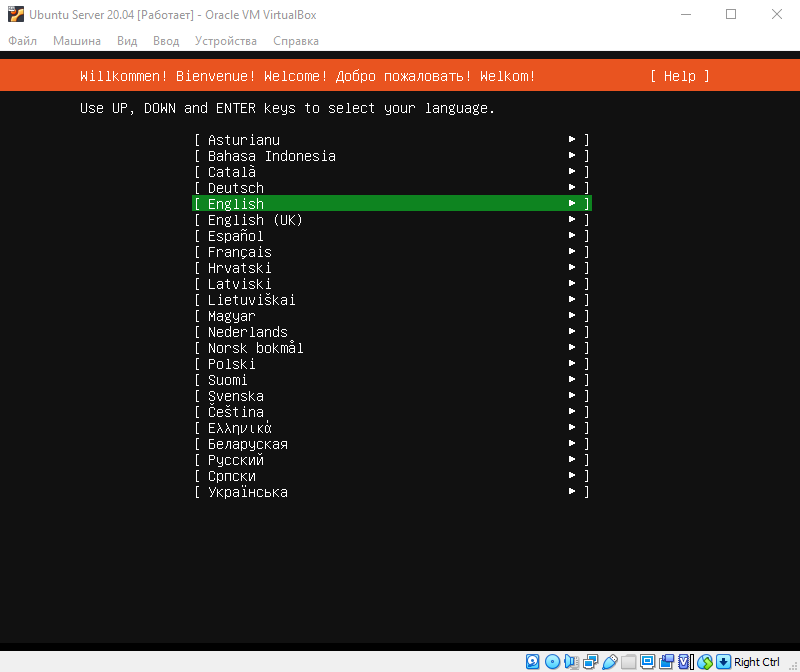 Ubuntu Server 20.04 [Работает] - Oracle VM VirtualBox
Файл Машина Вид Ввод Устройства Справка
Willkommen! Bienvenue! Welcome! Добро пожаловать! Welkom! [ Help ]
Use UP, DOWN and ENTER keys to select your language.
[ Asturianu ▸ ]
[ Bahasa Indonesia ▸ ]
[ Català ▸ ]
[ Deutsch ▸ ]
[ English ▸ ]
[ English (UK) ▸ ]
[ Español ▸ ]
[ Français ▸ ]
[ Hrvatski ▸ ]
[ Latviski ▸ ]
[ Lietuviškai ▸ ]
[ Magyar ▸ ]
[ Nederlands ▸ ]
[ Norsk bokmål ▸ ]
[ Polski ▸ ]
[ Suomi ▸ ]
[ Svenska ▸ ]
[ Čeština ▸ ]
[ Ελληνικά ▸ ]
[ Беларуская ▸ ]
[ Русский ▸ ]
[ Српски ▸ ]
[ Українська ▸ ]
Right Ctrl